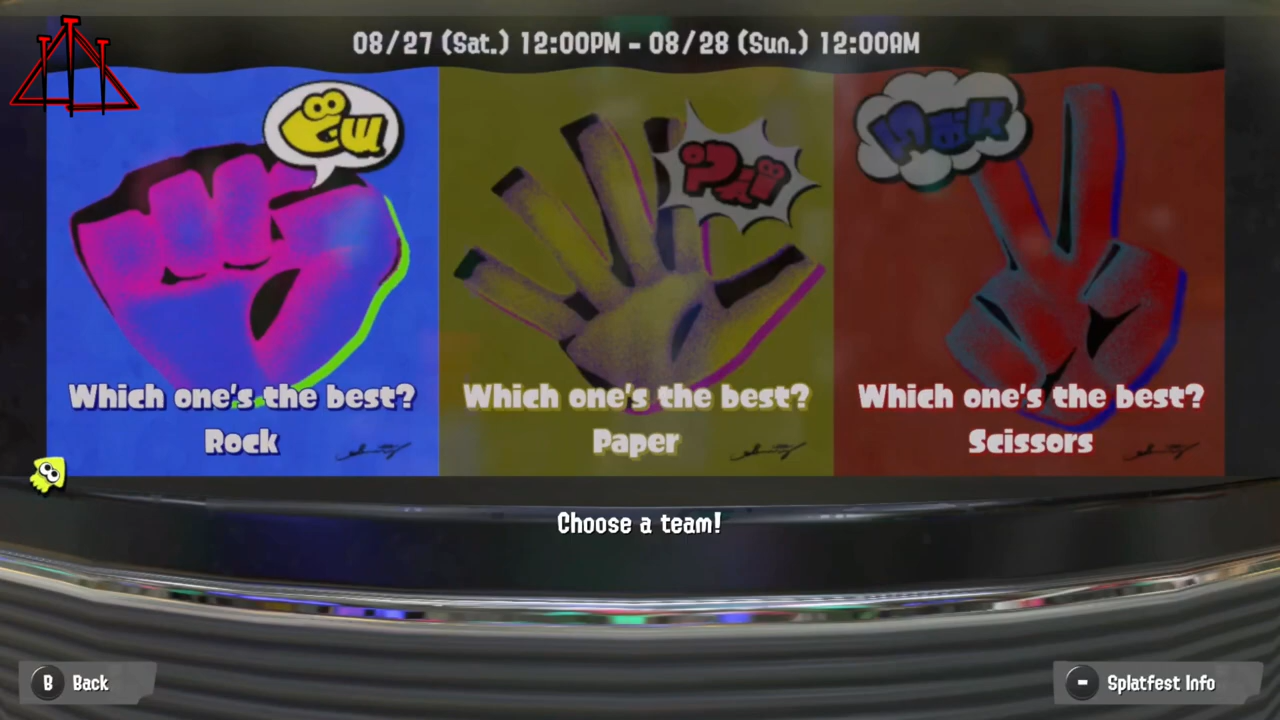 08/27 (Sat.) 12:00PM – 08/28 (Sun.) 12:00AM
Which one's the best?
Rock
Which one's the best?
Paper
Which one's the best?
Scissors
Choose a team!
B Back
- Splatfest Info